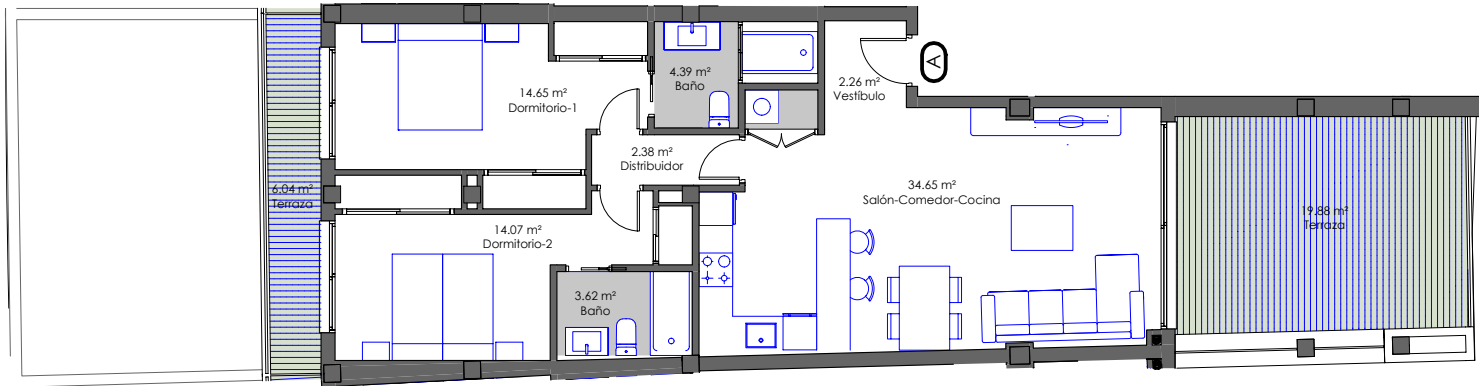 A
4.39 m²
Baño
2.26 m²
Vestíbulo
14.65 m²
Dormitorio-1
2.38 m²
Distribuidor
6.04 m²
Terraza
34.65 m²
Salón-Comedor-Cocina
19.88 m²
Terraza
14.07 m²
Dormitorio-2
3.62 m²
Baño